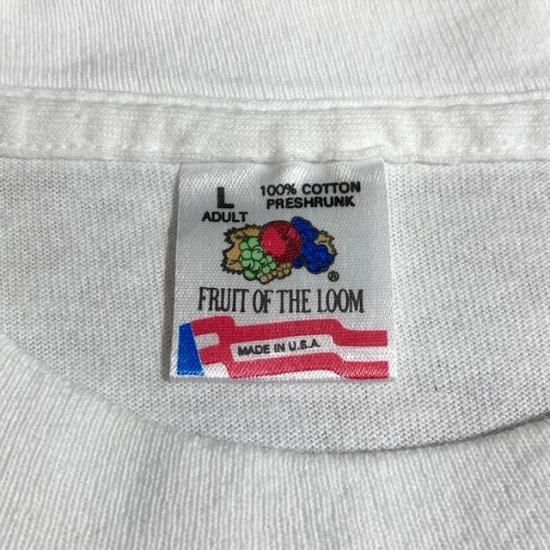 L
ADULT
100% COTTON
PRESHRUNK
®
FRUIT OF THE LOOM
MADE IN U.S.A.